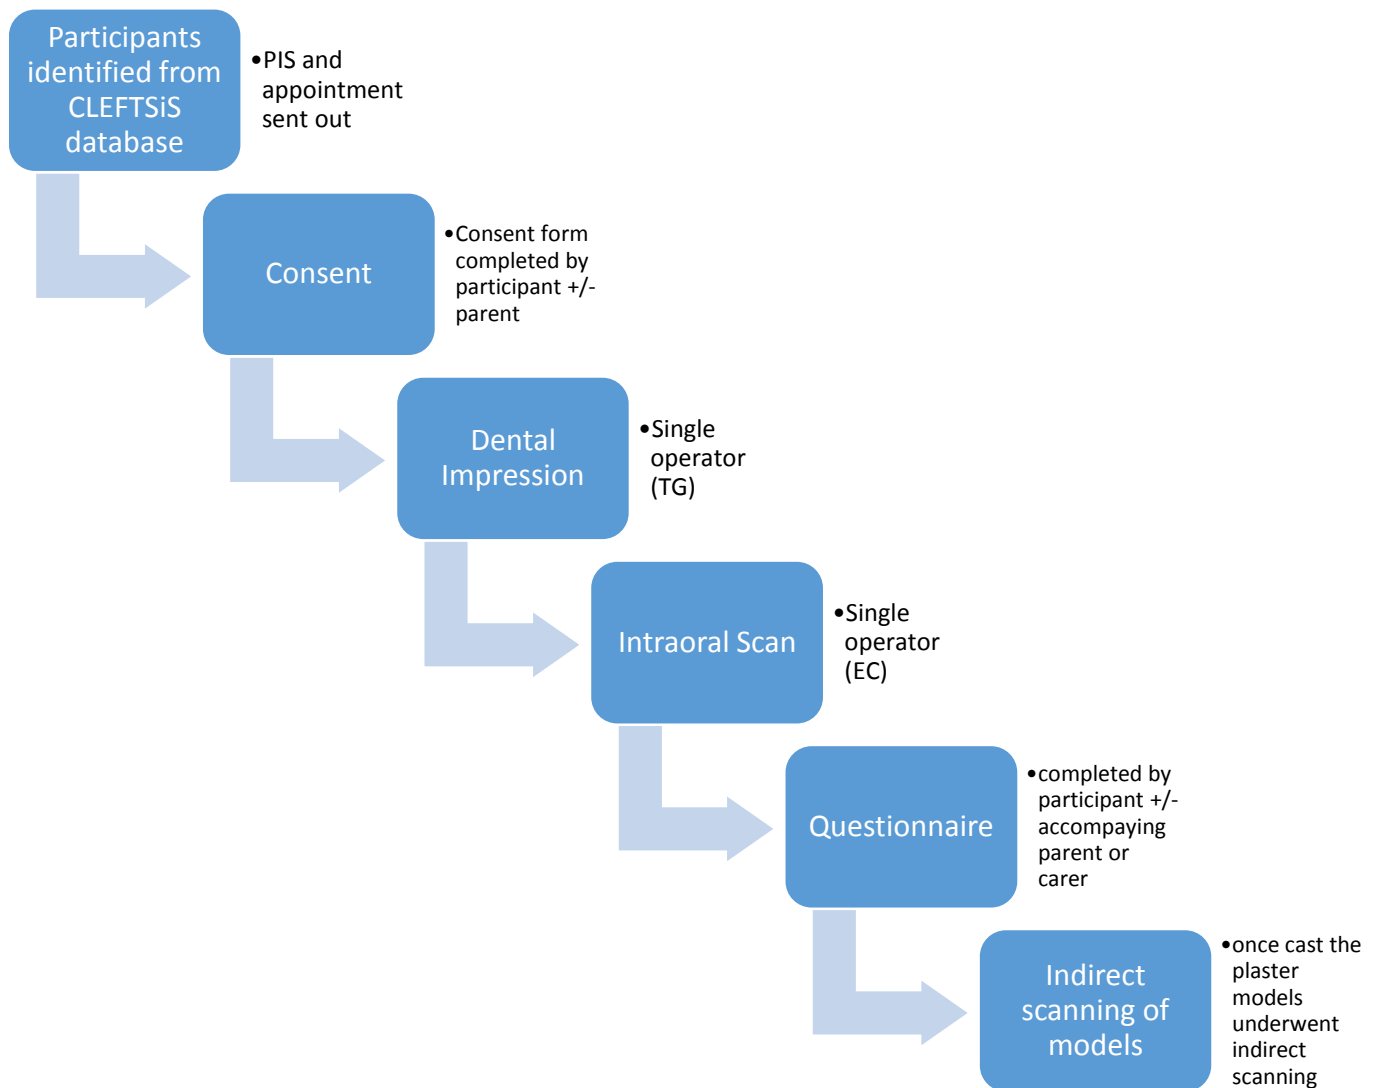 Participants
identified from
CLEFTSiS
database
•PIS and
appointment
sent out
Consent
•Consent form
completed by
participant +/-
parent
Dental
Impression
•Single
operator
(TG)
Intraoral Scan
•Single
operator
(EC)
Questionnaire
•completed by
participant +/-
accompaying
parent or
carer
Indirect
scanning of
models
•once cast the
plaster
models
underwent
indirect
scanning